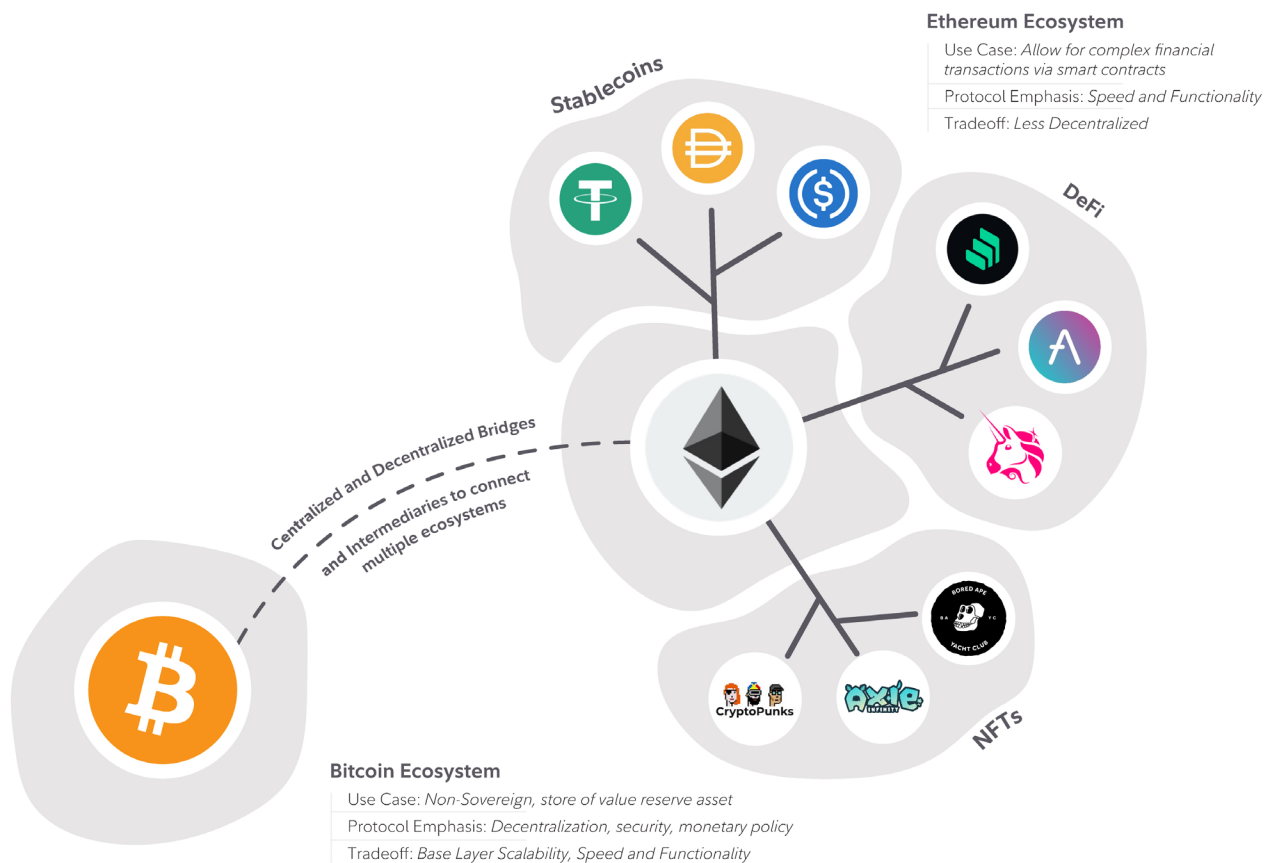 Ethereum Ecosystem
Use Case: Allow for complex financial
transactions via smart contracts
Protocol Emphasis: Speed and Functionality
Tradeoff: Less Decentralized
Stablecoins
DeFi
Centralized and Decentralized Bridges
and Intermediaries to connect
multiple ecosystems
BORED APE
BA YC
YACHT CLUB
CryptoPunks
AXIE
INFINITY
NFTs
Bitcoin Ecosystem
Use Case: Non-Sovereign, store of value reserve asset
Protocol Emphasis: Decentralization, security, monetary policy
Tradeoff: Base Layer Scalability, Speed and Functionality